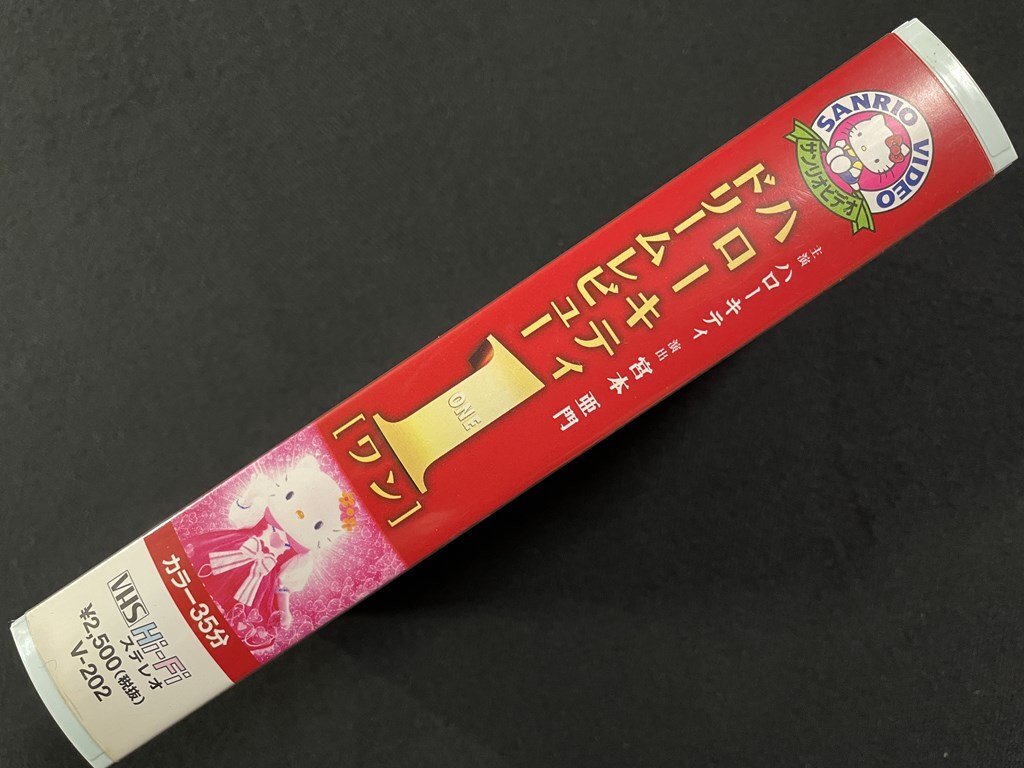 SANRIO VIDEO
サンリオビデオ
主演 ハローキティ 演出 宮本亜門
ハローキティ
ドリームレビュー
1
ONE
[ワン]
カラー35分
VHS Hi-Fi
ステレオ
¥2,500(税抜)
V-202